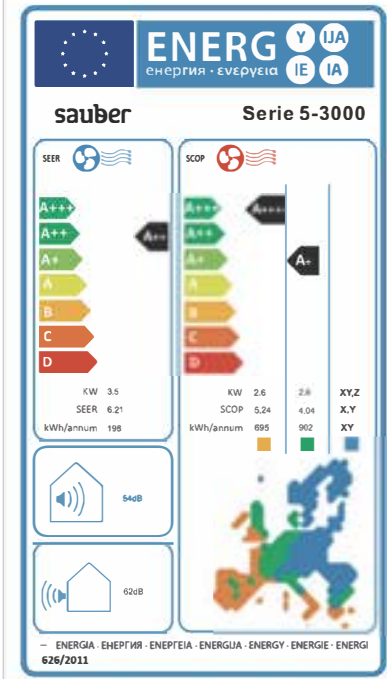 ENERG Y IJA
енергия · ενεργεια IE IA
sauber Serie 5-3000
SEER SCOP
A+++ A+++ A+++
A++ A++ A++
A+ A+ A+
A A
B B
C C
D D
KW 3.5 KW 2.6 2.6 XY,Z
SEER 6.21 SCOP 5,24 4,04 X,Y
kWh/annum 198 kWh/annum 695 902 XY
54dB
62dB
– ENERGIA · ЕНЕРГИЯ · ΕΝΕΡΓΕΙΑ · ENERGIJA · ENERGY · ENERGIE · ENERGI
626/2011